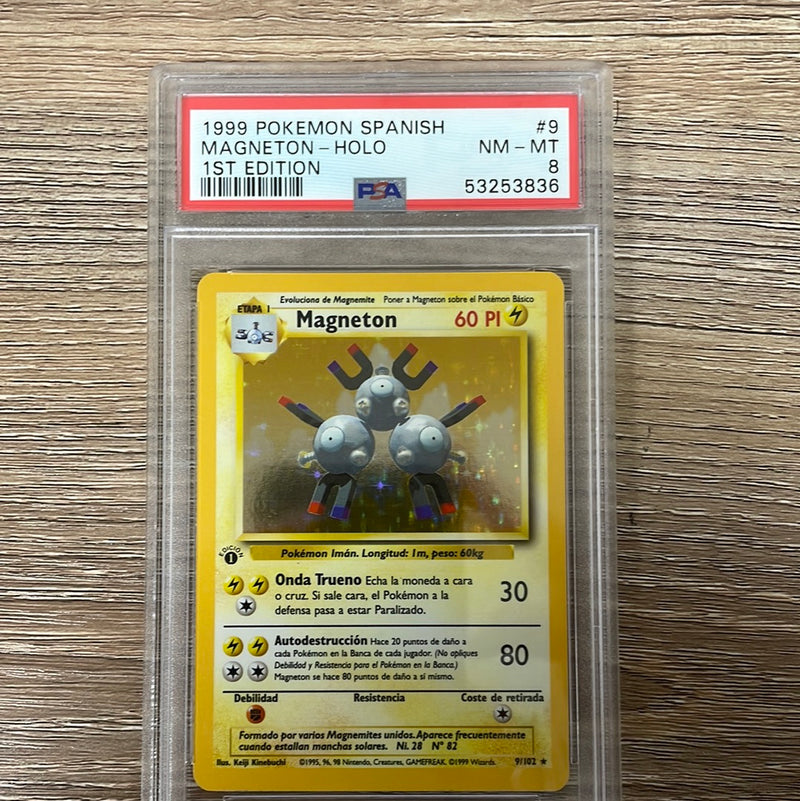 1999 POKEMON SPANISH #9
MAGNETON - HOLO NM - MT
1ST EDITION 8
PSA 53253836
Evoluciona de Magnemite Poner a Magneton sobre el Pokémon Básico
ETAPA 1
Magneton 60 PI
EDICION 1
Pokémon Imán. Longitud: 1m, peso: 60kg
Onda Trueno Echa la moneda a cara
o cruz. Si sale cara, el Pokémon a la
defensa pasa a estar Paralizado.
30
Autodestrucción Hace 20 puntos de daño a
cada Pokémon en la Banca de cada jugador. (No apliques
Debilidad y Resistencia para el Pokémon en la Banca.)
Magneton se hace 80 puntos de daño a sí mismo.
80
Debilidad Resistencia Coste de retirada
Formado por varios Magnemites unidos. Aparece frecuentemente
cuando estallan manchas solares. NI. 28 Nº 82
Ilus. Keiji Kinebuchi ©1995, 96, 98 Nintendo, Creatures, GAMEFREAK. ©1999 Wizards. 9/102 ★